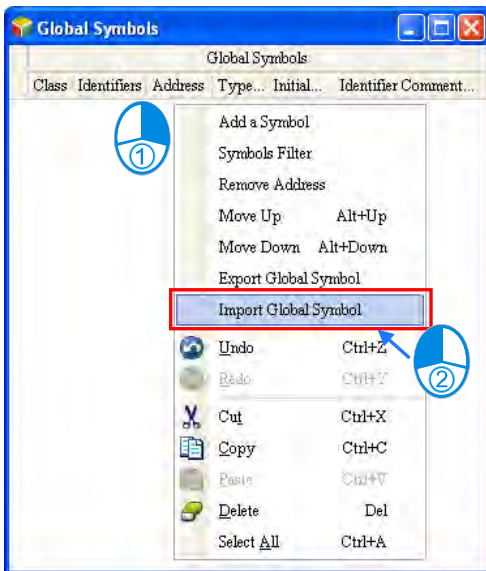 Global Symbols
Global Symbols
Class Identifiers Address Type... Initial... Identifier Comment...
①
Add a Symbol
Symbols Filter
Remove Address
Move Up Alt+Up
Move Down Alt+Down
Export Global Symbol
Import Global Symbol
②
Undo Ctrl+Z
Redo Ctrl+Y
Cut Ctrl+X
Copy Ctrl+C
Paste Ctrl+V
Delete Del
Select All Ctrl+A